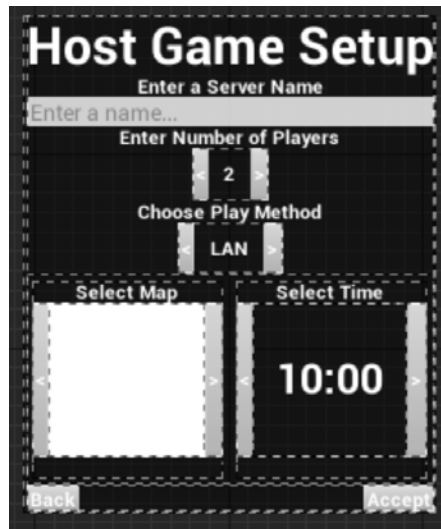 Host Game Setup
Enter a Server Name
Enter a name...
Enter Number of Players
< 2 >
Choose Play Method
< LAN >
Select Map Select Time
< > < 10:00 >
Back Accept